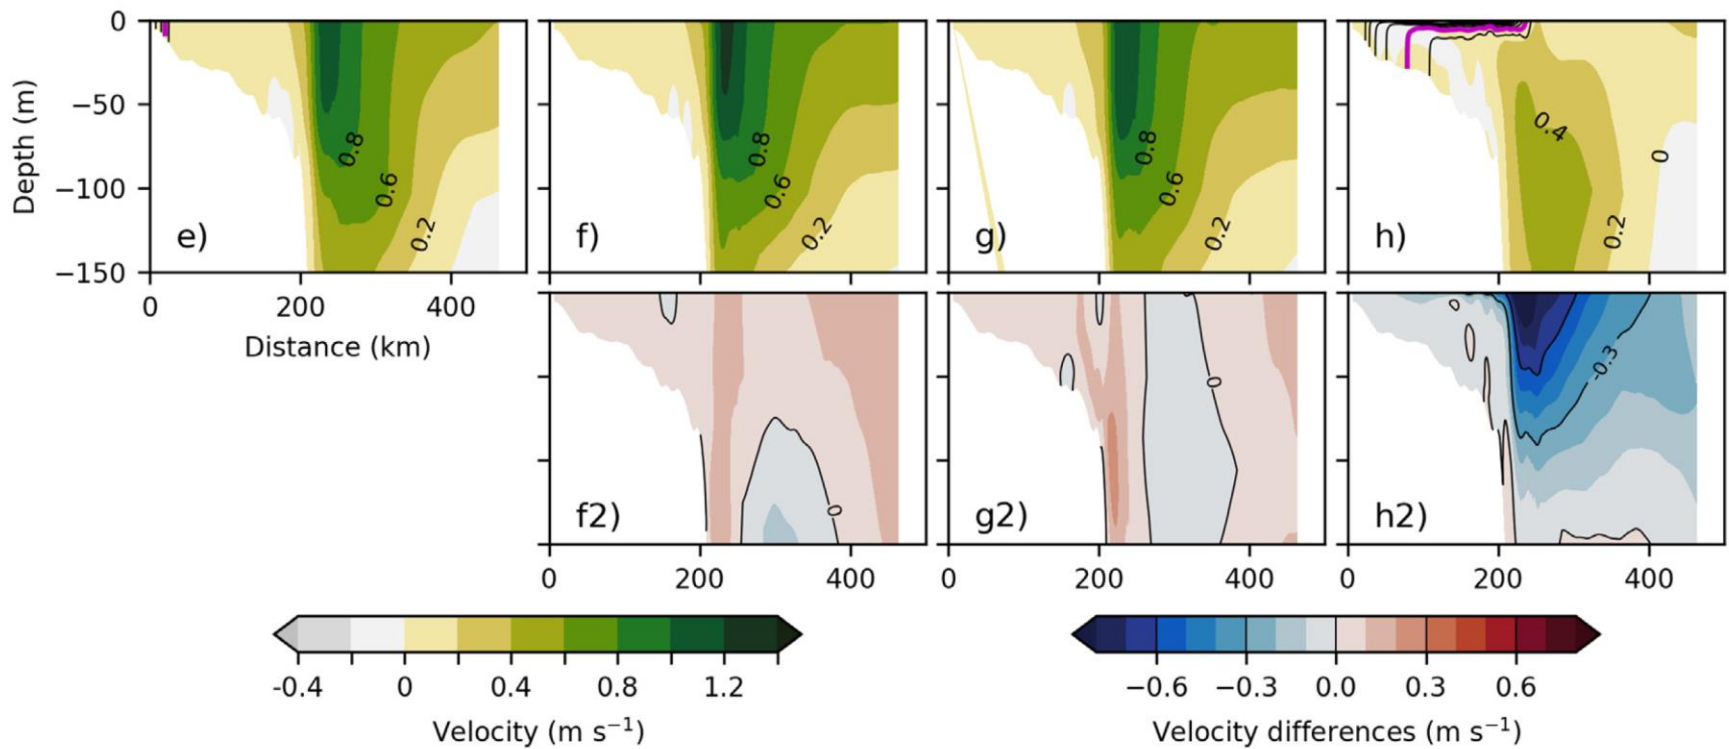 Depth (m)
0
−50
−100
−150
0.8
0.6
0.2
e)
0.8
0.6
0.2
f)
0.8
0.6
0.2
g)
0.4
0
0.2
h)
0 200 400
Distance (km)
0
f2)
0
g2)
0
-0.3
h2)
0 200 400
0 200 400
0 200 400
-0.4 0 0.4 0.8 1.2
Velocity (m s⁻¹)
−0.6 −0.3 0.0 0.3 0.6
Velocity differences (m s⁻¹)